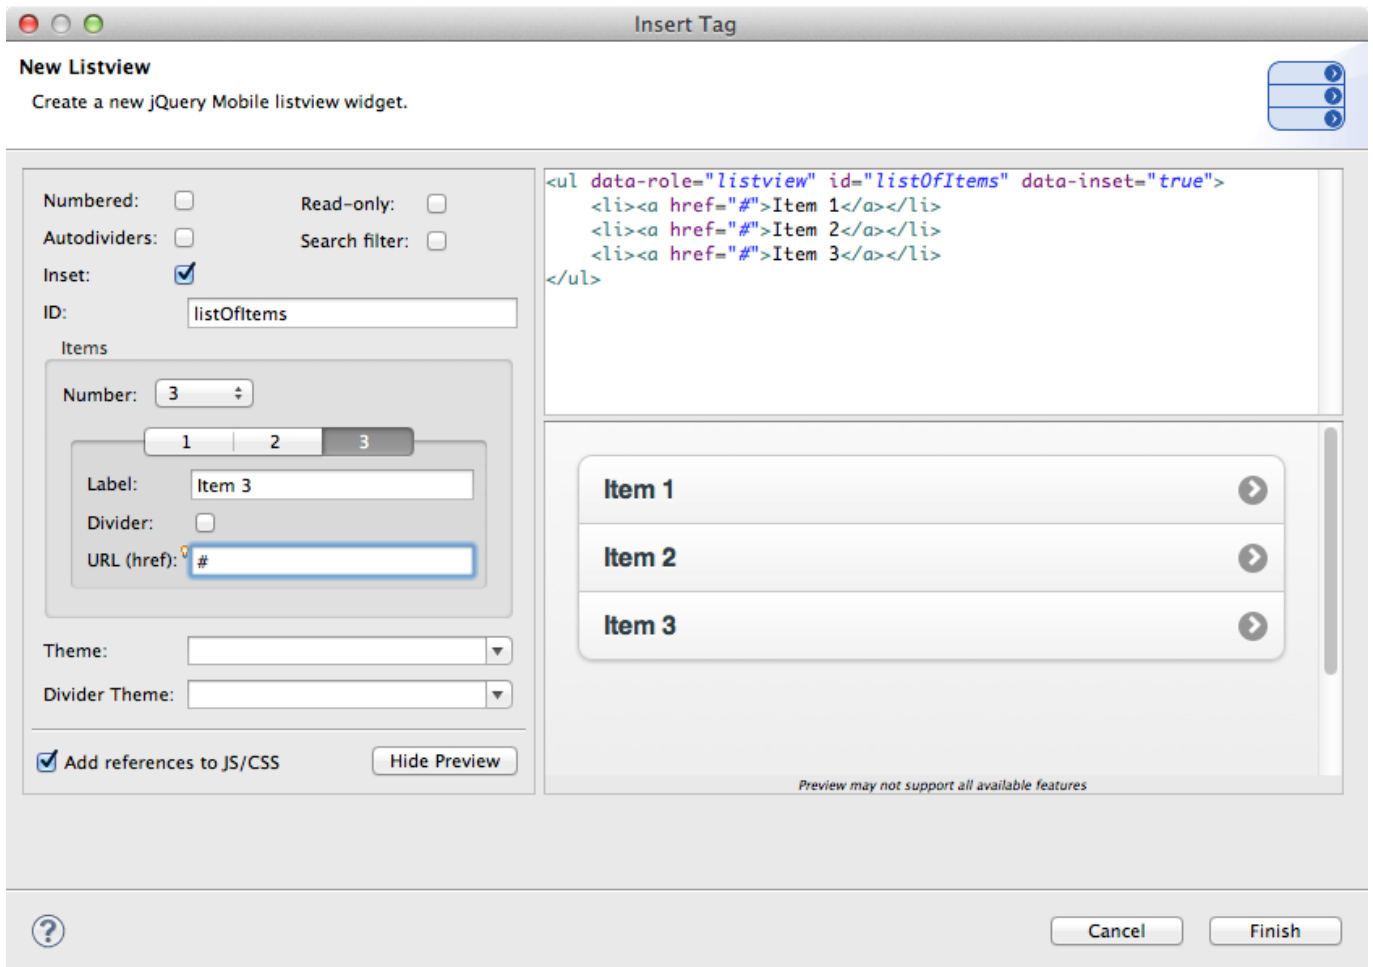 Insert Tag
New Listview
Create a new jQuery Mobile listview widget.
Numbered:
Read-only:
Autodividers:
Search filter:
Inset:
ID:
listOfItems
Items
Number:
3
1
2
3
Label:
Item 3
Divider:
URL (href):
#
Theme:
Divider Theme:
Add references to JS/CSS
Hide Preview
<ul data-role="listview" id="listOfItems" data-inset="true">
<li><a href="#">Item 1</a></li>
<li><a href="#">Item 2</a></li>
<li><a href="#">Item 3</a></li>
</ul>
Item 1
Item 2
Item 3
Preview may not support all available features
?
Cancel
Finish